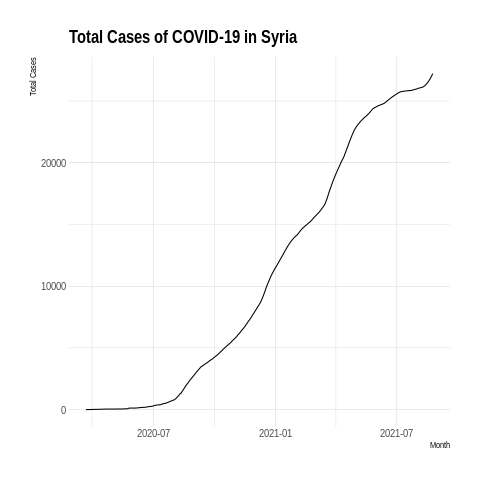 Total Cases of COVID-19 in Syria
Total Cases
20000
10000
0
2020-07
2021-01
2021-07
Month